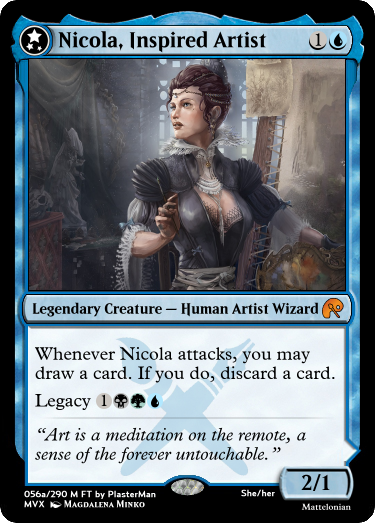 Nicola, Inspired Artist 1
Legendary Creature — Human Artist Wizard
Whenever Nicola attacks, you may
draw a card. If you do, discard a card.
Legacy 1
“Art is a meditation on the remote, a
sense of the forever untouchable.”
2/1
056a/290 M FT by PlasterMan
She/her
MVX Magdalena Minko
Mattelonian